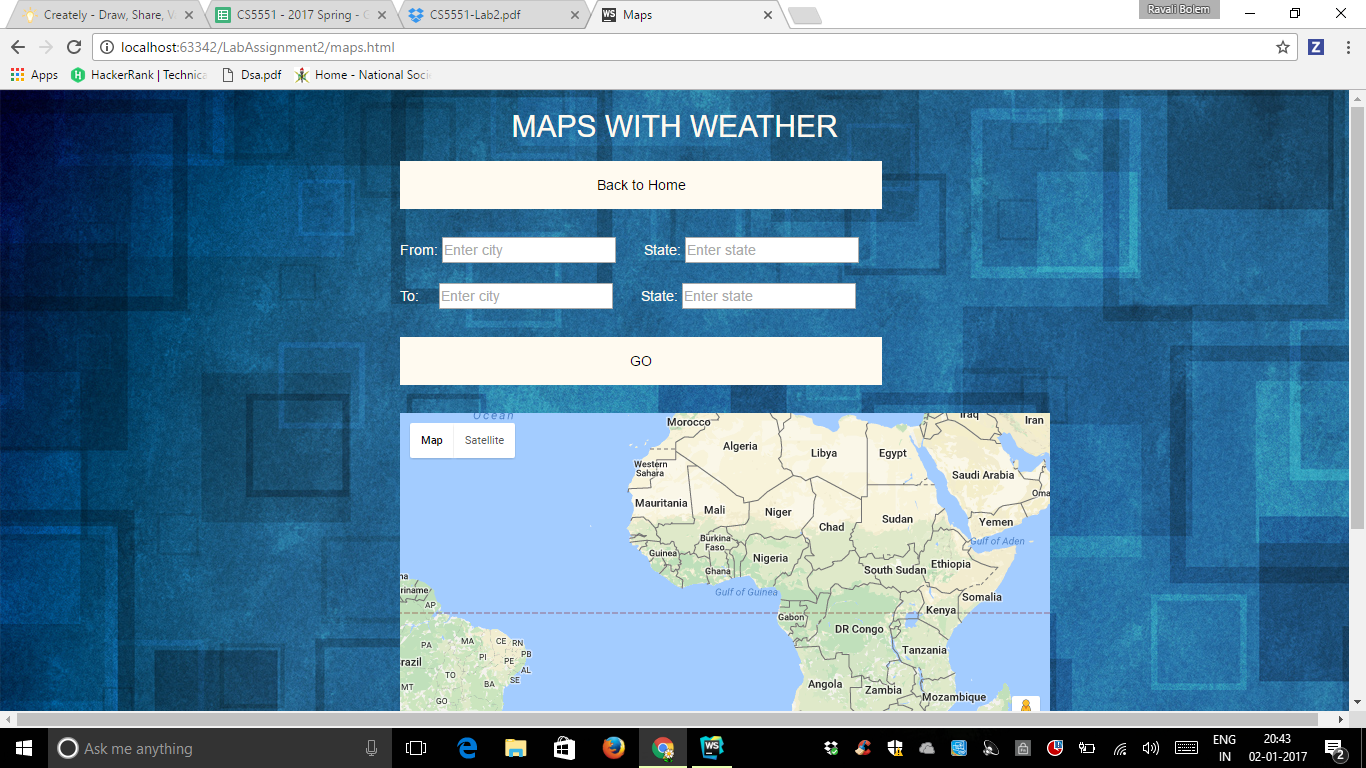 Creately - Draw, Share, V
CS5551 - 2017 Spring - G
CS5551-Lab2.pdf
WS Maps
Ravali Bolem
localhost:63342/LabAssignment2/maps.html
Z
Apps
HackerRank | Technica
Dsa.pdf
Home - National Soci
MAPS WITH WEATHER
Back to Home
From: Enter city State: Enter state
To: Enter city State: Enter state
GO
Ocean
Map Satellite
Morocco
Iraq
Iran
Algeria
Libya
Egypt
Western
Sahara
Saudi Arabia
Oma
Mauritania
Mali
Niger
Chad
Sudan
Yemen
Gulf of Aden
Burkina
Faso
Guinea
Ghana
Nigeria
South Sudan
Ethiopia
Gulf of Guinea
Somalia
na
riname
AP
Gabon
Kenya
DR Congo
Tanzania
PA
MA
CE
RN
PB
PI
PE
AL
SE
razil
TO
BA
MT
GO
Angola
Zambia
Mozambique
Ask me anything
WS
ENG
IN
20:43
02-01-2017
2